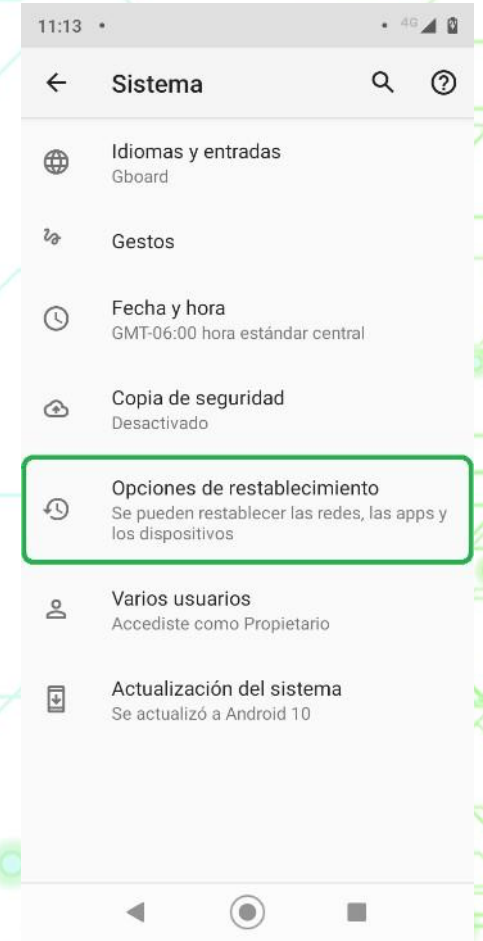 11:13
4G
Sistema
Idiomas y entradas
Gboard
Gestos
Fecha y hora
GMT-06:00 hora estándar central
Copia de seguridad
Desactivado
Opciones de restablecimiento
Se pueden restablecer las redes, las apps y
los dispositivos
Varios usuarios
Accediste como Propietario
Actualización del sistema
Se actualizó a Android 10